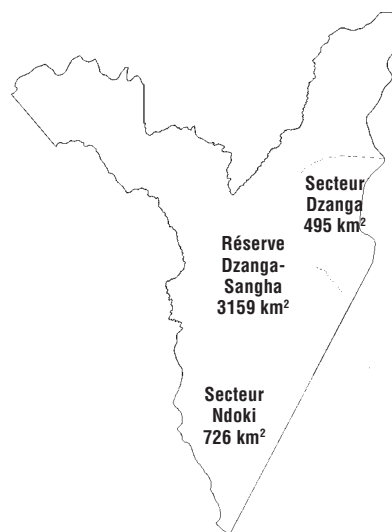 Secteur
Dzanga
495 km²
Réserve
Dzanga-
Sangha
3159 km²
Secteur
Ndoki
726 km²